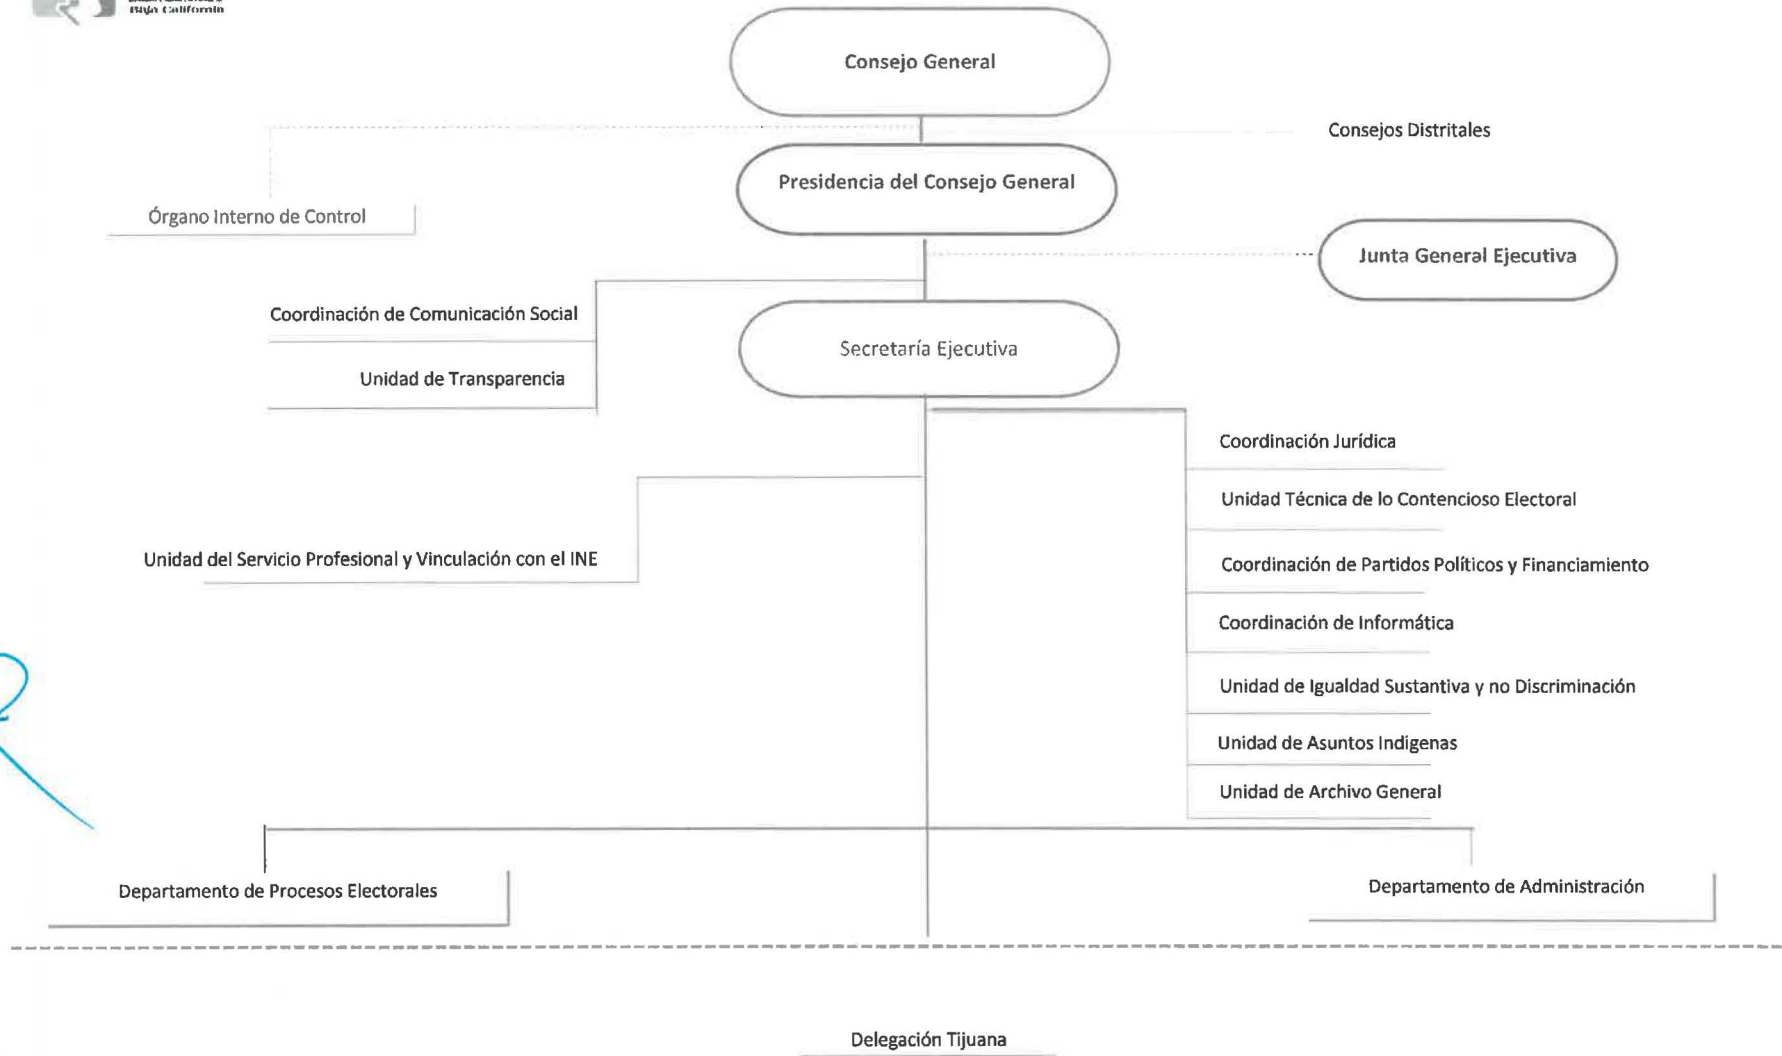 Baja California
Consejo General
Consejos Distritales
Presidencia del Consejo General
Órgano Interno de Control
Junta General Ejecutiva
Coordinación de Comunicación Social
Secretaría Ejecutiva
Unidad de Transparencia
Coordinación Jurídica
Unidad Técnica de lo Contencioso Electoral
Unidad del Servicio Profesional y Vinculación con el INE
Coordinación de Partidos Políticos y Financiamiento
Coordinación de Informática
Unidad de Igualdad Sustantiva y no Discriminación
Unidad de Asuntos Indigenas
Unidad de Archivo General
Departamento de Procesos Electorales
Departamento de Administración
Delegación Tijuana